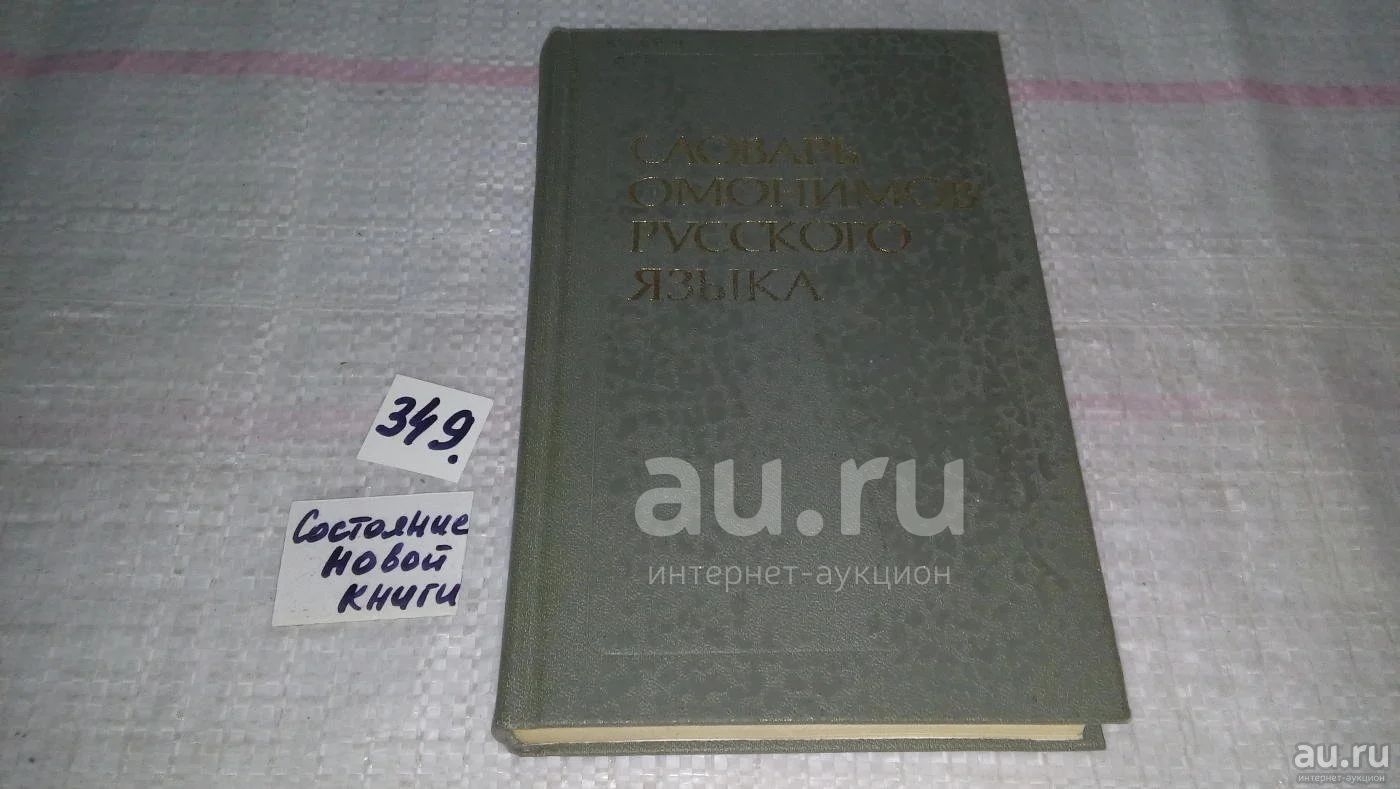 СЛОВАРЬ
ОМОНИМОВ
РУССКОГО
ЯЗЫКА
349.
Состояние
новой
книги
au.ru
интернет-аукцион
au.ru
интернет-аукцион